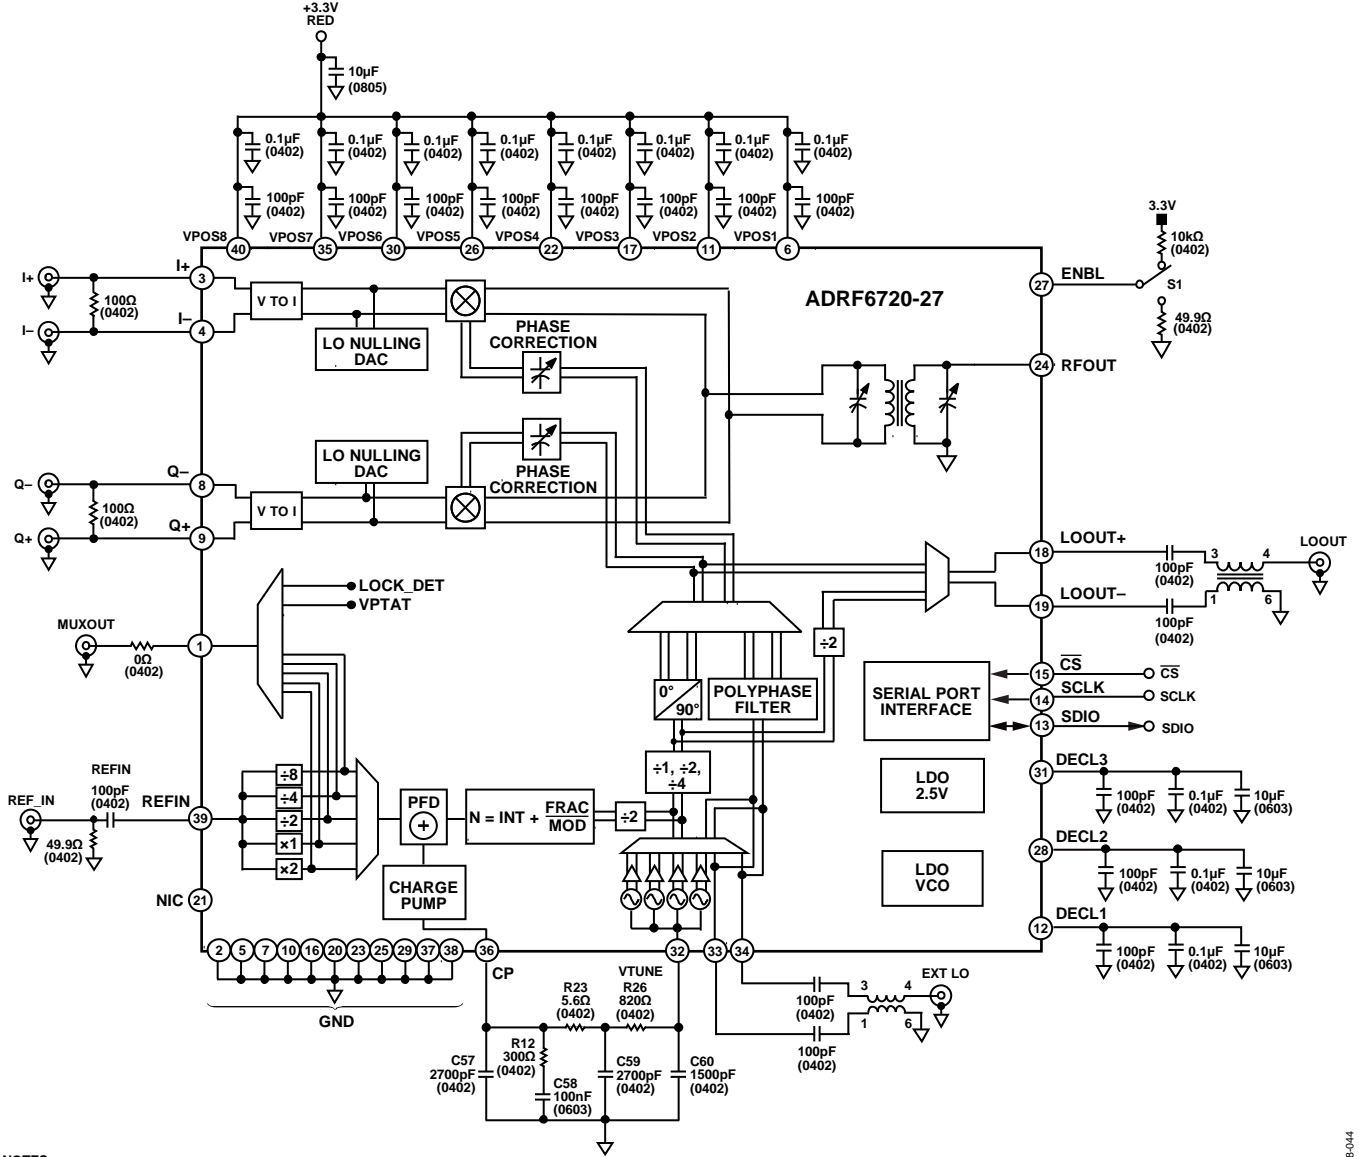 +3.3V
RED
10µF
(0805)
0.1µF
(0402)
0.1µF
(0402)
0.1µF
(0402)
0.1µF
(0402)
0.1µF
(0402)
0.1µF
(0402)
0.1µF
(0402)
0.1µF
(0402)
100pF
(0402)
100pF
(0402)
100pF
(0402)
100pF
(0402)
100pF
(0402)
100pF
(0402)
100pF
(0402)
100pF
(0402)
VPOS8
VPOS7
VPOS6
VPOS5
VPOS4
VPOS3
VPOS2
VPOS1
40
35
30
26
22
17
11
6
3.3V
10kΩ
(0402)
S1
49.9Ω
(0402)
27
ENBL
24
RFOUT
ADRF6720-27
I+
I+
3
100Ω
(0402)
I–
I–
4
V TO I
LO NULLING
DAC
PHASE
CORRECTION
LO NULLING
DAC
PHASE
CORRECTION
Q–
Q–
8
100Ω
(0402)
Q+
Q+
9
V TO I
LOCK_DET
VPTAT
MUXOUT
0Ω
(0402)
1
18
LOOUT+
100pF
(0402)
3
4
LOOUT
19
LOOUT–
100pF
(0402)
1
6
÷2
0°
90°
POLYPHASE
FILTER
SERIAL PORT
INTERFACE
15
CS
CS
14
SCLK
SCLK
13
SDIO
SDIO
÷1, ÷2,
÷4
LDO
2.5V
31
DECL3
100pF
(0402)
0.1µF
(0402)
10µF
(0603)
REF_IN
REFIN
100pF
(0402)
49.9Ω
(0402)
REFIN
39
÷8
÷4
÷2
×1
×2
PFD
+
N = INT +
FRAC
MOD
÷2
CHARGE
PUMP
LDO
VCO
28
DECL2
100pF
(0402)
0.1µF
(0402)
10µF
(0603)
NIC
21
12
DECL1
100pF
(0402)
0.1µF
(0402)
10µF
(0603)
2
5
7
10
16
20
23
25
29
37
38
36
32
33
34
GND
CP
VTUNE
R23
5.6Ω
(0402)
R26
820Ω
(0402)
R12
300Ω
(0402)
C57
2700pF
(0402)
C58
100nF
(0603)
C59
2700pF
(0402)
C60
1500pF
(0402)
100pF
(0402)
100pF
(0402)
3
4
1
6
EXT LO
8-044